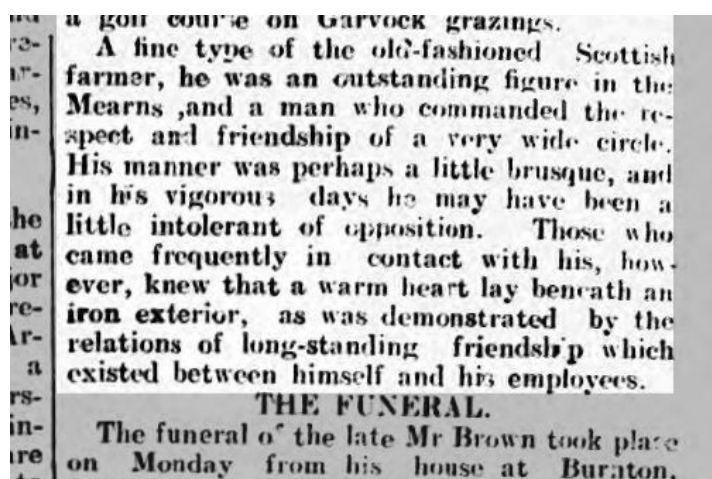 a golf course on Garvock grazings.
A fine type of the old-fashioned Scottish
farmer, he was an outstanding figure in the
Mearns ,and a man who commanded the re-
spect and friendship of a very wide circle.
His manner was perhaps a little brusque, and
in his vigorous days he may have been a
little intolerant of opposition. Those who
came frequently in contact with his, how-
ever, knew that a warm heart lay beneath an
iron exterior, as was demonstrated by the
relations of long-standing friendship which
existed between himself and his employees.
THE FUNERAL.
The funeral of the late Mr Brown took place
on Monday from his house at Burnton,